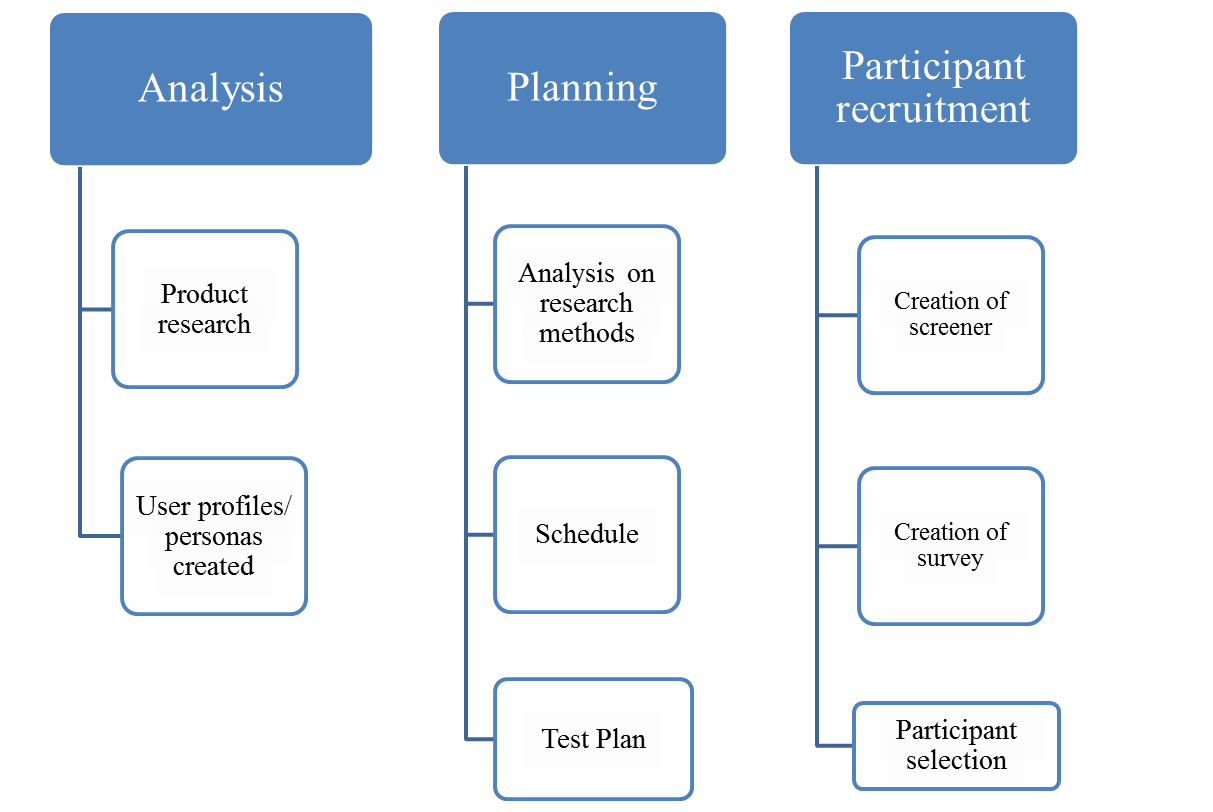 Analysis
Product
research
User profiles/
personas
created
Planning
Analysis on
research
methods
Schedule
Test Plan
Participant
recruitment
Creation of
screener
Creation of
survey
Participant
selection